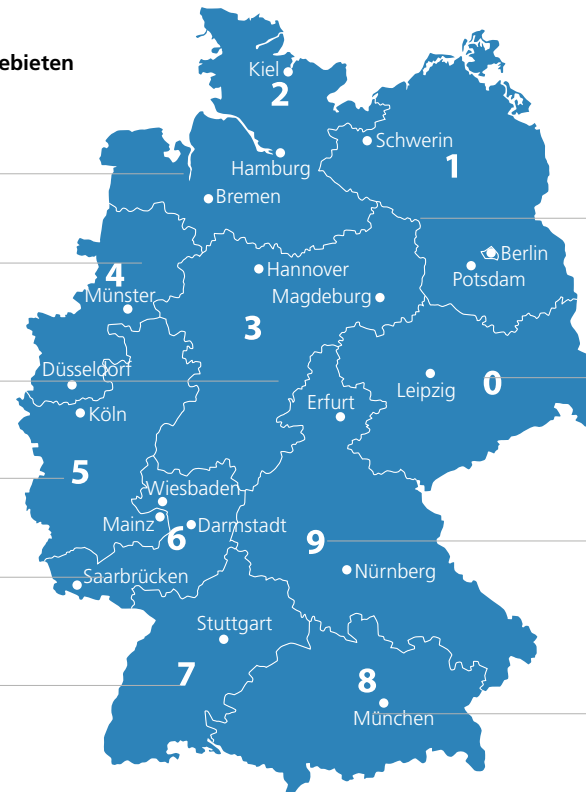 ebieten
Kiel
2
Schwerin
1
Hamburg
Bremen
Berlin
Hannover
4
Potsdam
Münster
Magdeburg
3
Düsseldorf
0
Leipzig
Erfurt
Köln
5
Wiesbaden
Mainz
Darmstadt
6
9
Nürnberg
Saarbrücken
Stuttgart
7
8
München